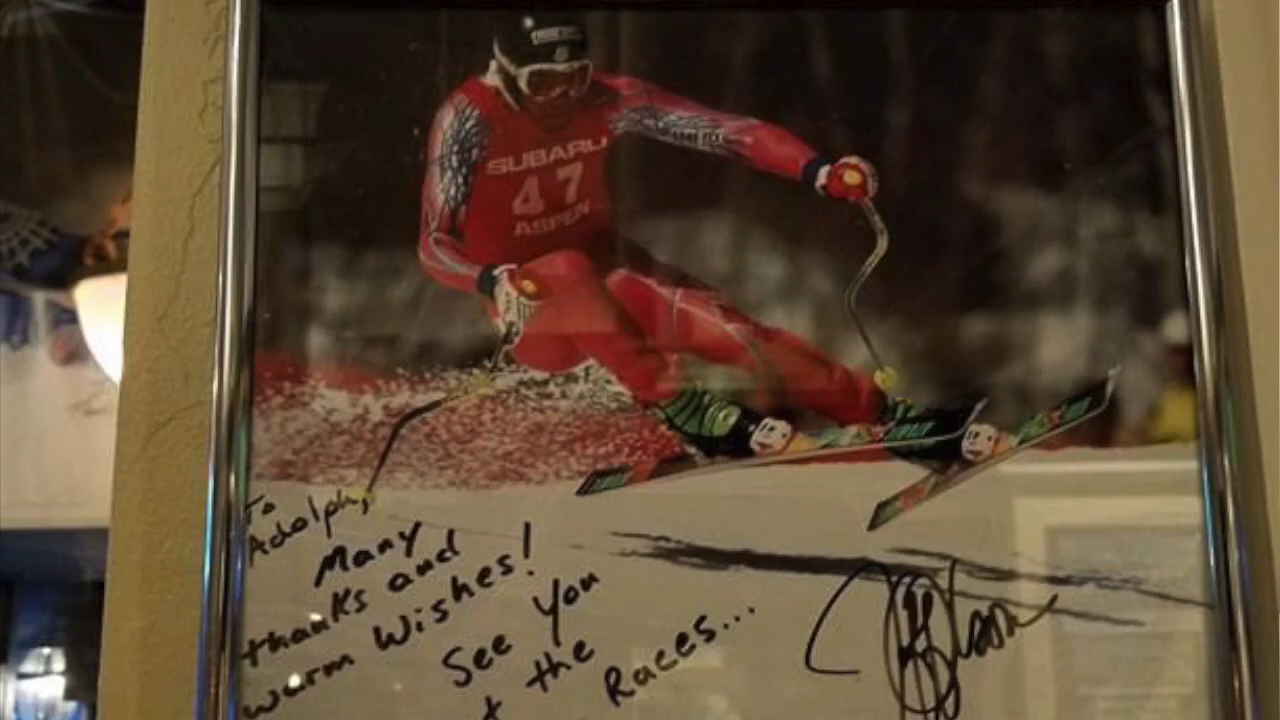 SUBARU
47
ASPEN
To
Adolph,
Many
thanks and
warm Wishes!
See You
the
Races...